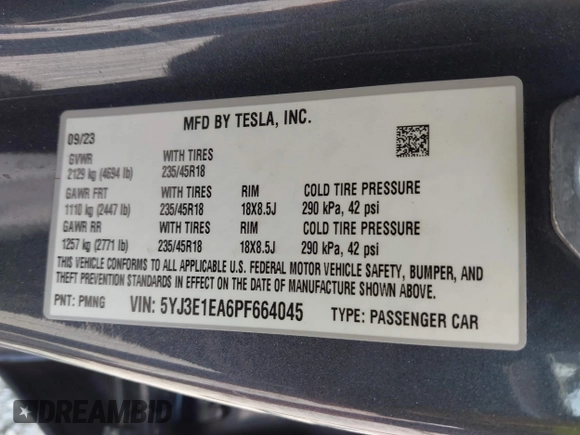 MFD BY TESLA, INC.
09/23
GVWR WITH TIRES
2129 kg (4694 lb) 235/45R18
GAWR FRT WITH TIRES RIM COLD TIRE PRESSURE
1110 kg (2447 lb) 235/45R18 18X8.5J 290 kPa, 42 psi
GAWR RR WITH TIRES RIM COLD TIRE PRESSURE
1257 kg (2771 lb) 235/45R18 18X8.5J 290 kPa, 42 psi
THIS VEHICLE CONFORMS TO ALL APPLICABLE U.S. FEDERAL MOTOR VEHICLE SAFETY, BUMPER, AND
THEFT PREVENTION STANDARDS IN EFFECT ON THE DATE OF MANUFACTURE SHOWN ABOVE.
PNT: PMNG VIN: 5YJ3E1EA6PF664045 TYPE: PASSENGER CAR
DREAMBID